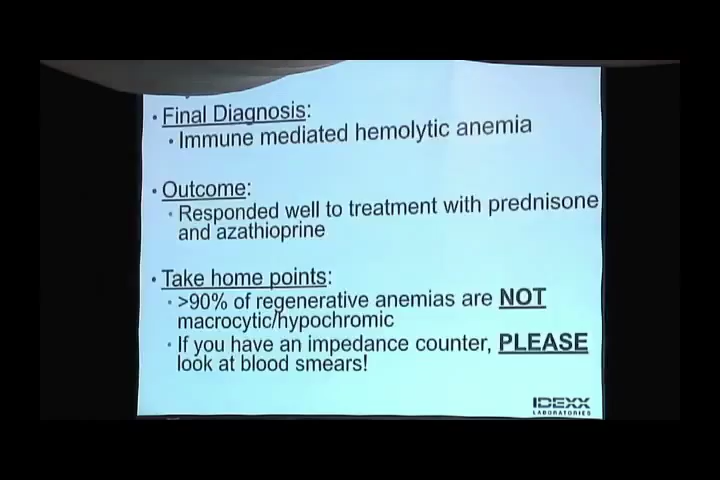 • Final Diagnosis:
• Immune mediated hemolytic anemia
• Outcome:
• Responded well to treatment with prednisone
and azathioprine
• Take home points:
• >90% of regenerative anemias are NOT
macrocytic/hypochromic
• If you have an impedance counter, PLEASE
look at blood smears!
IDEXX
LABORATORIES